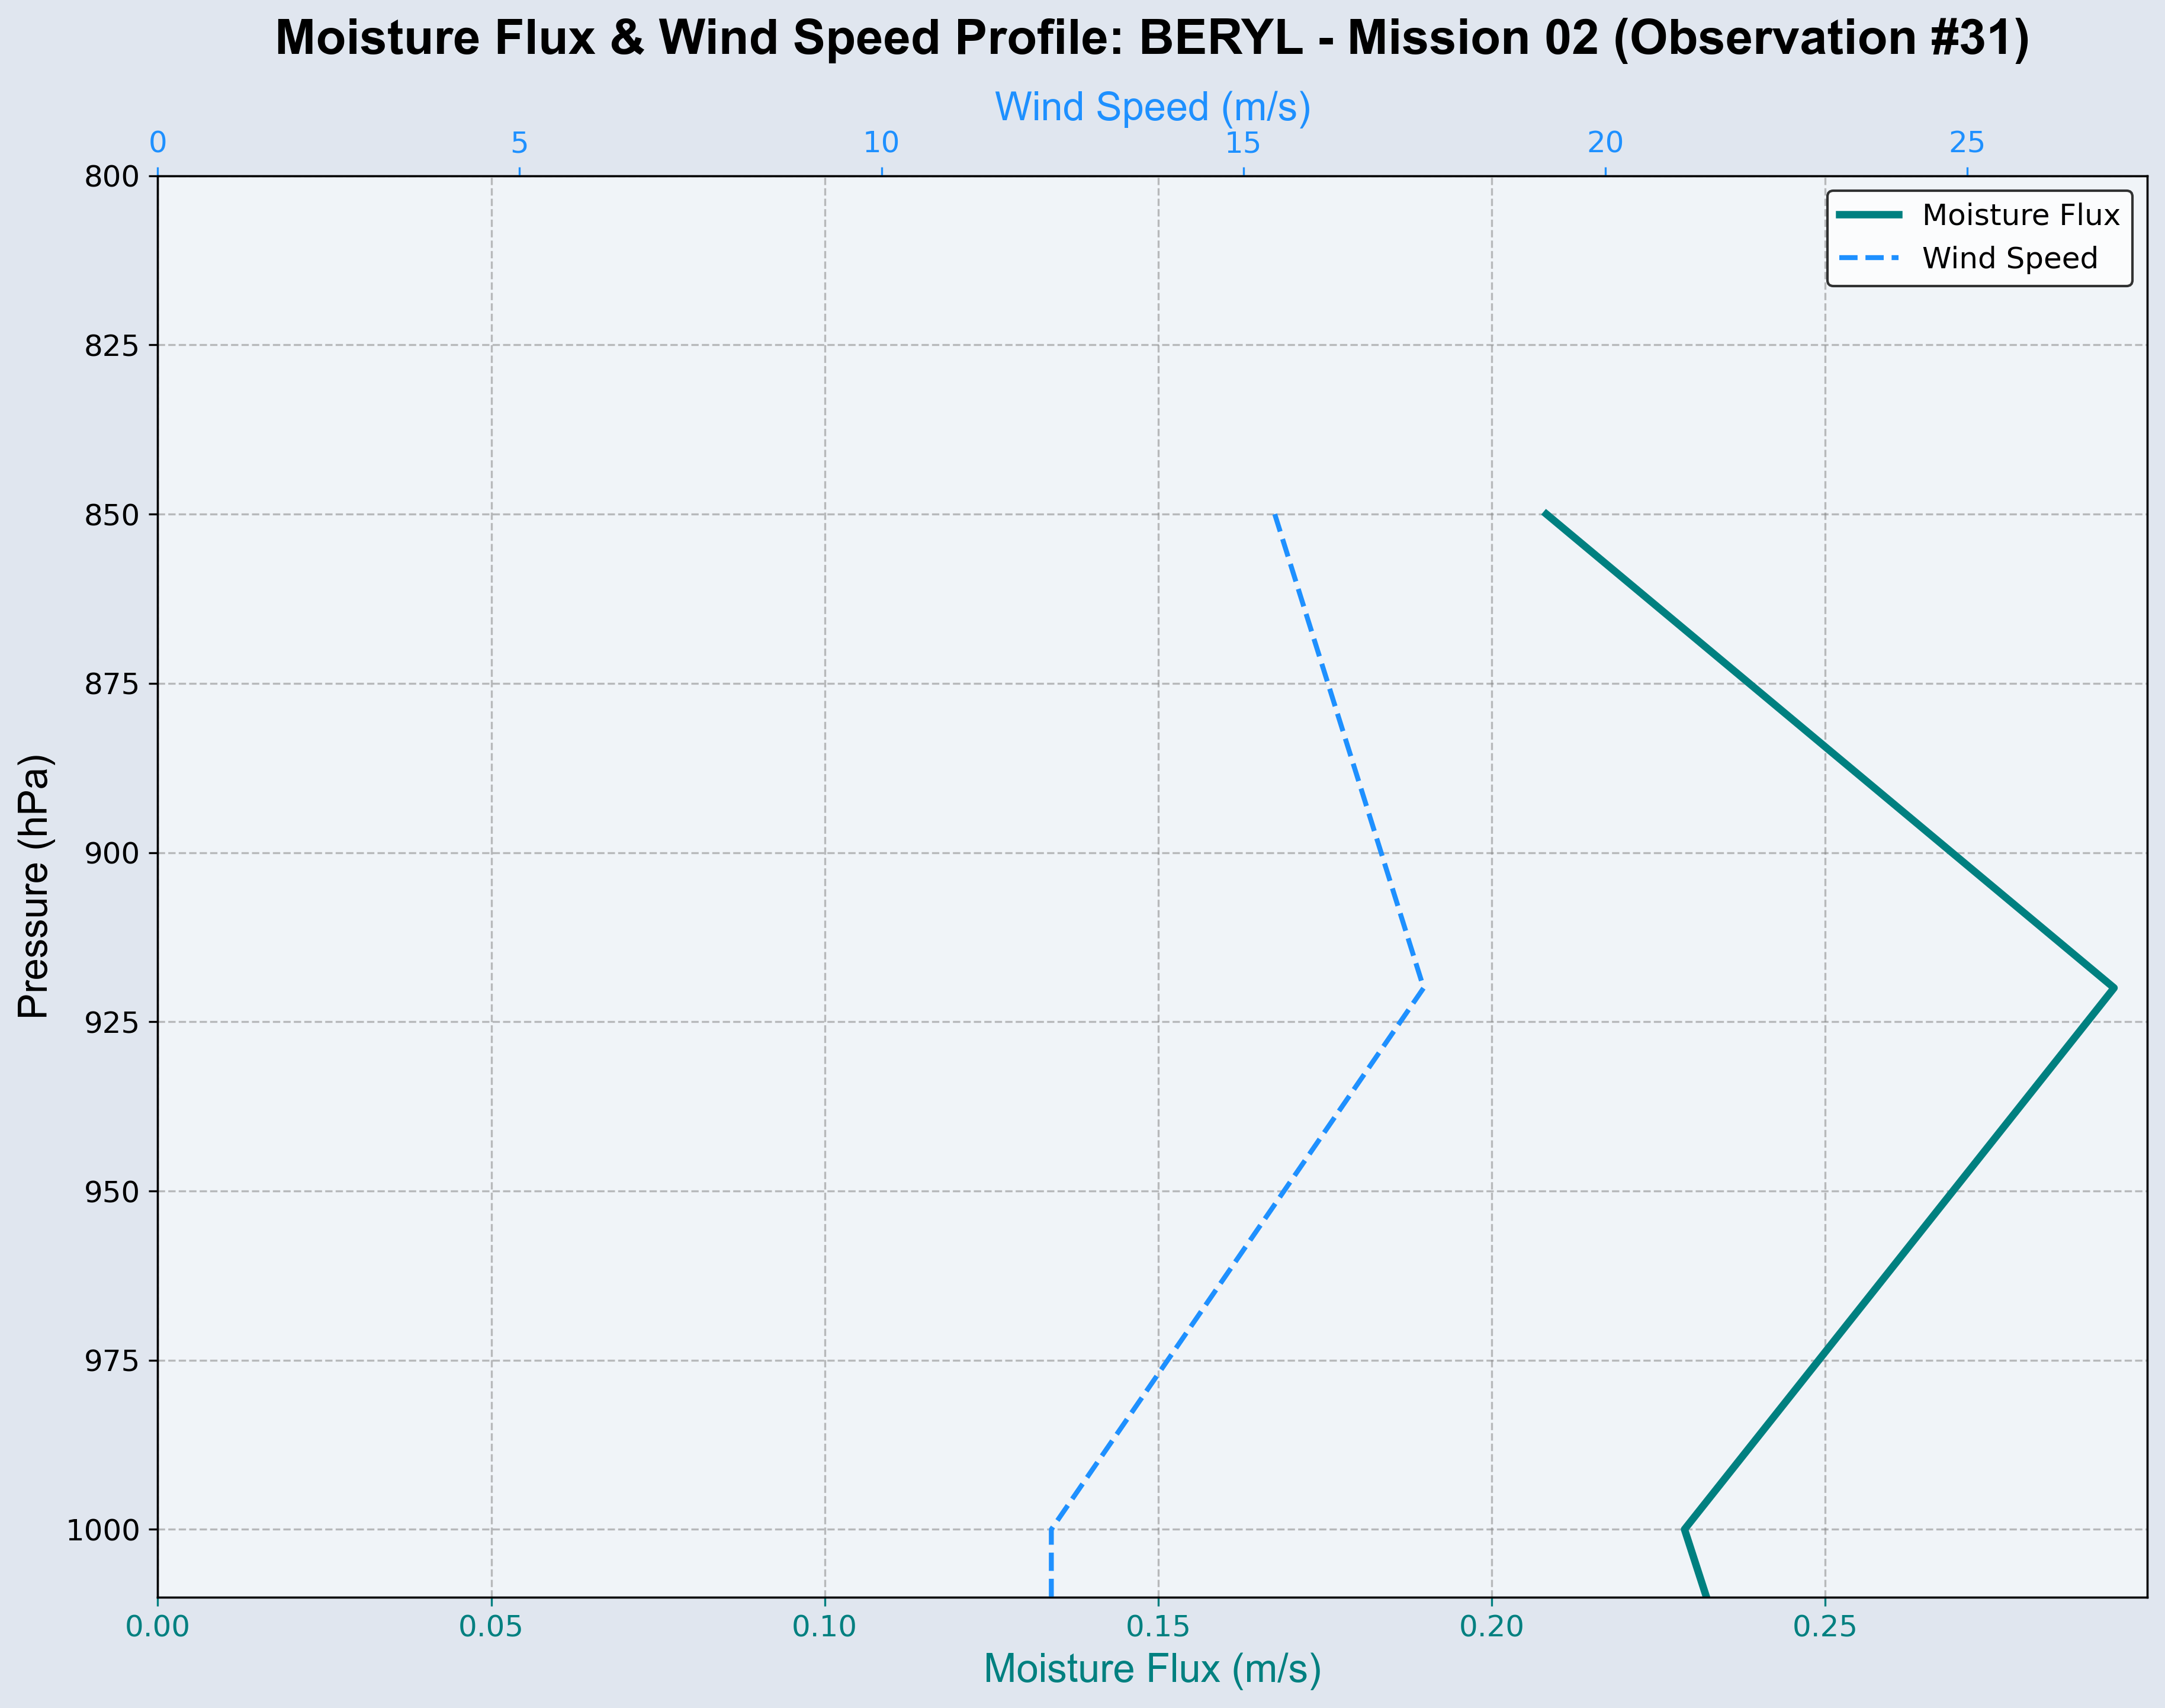 Moisture Flux & Wind Speed Profile: BERYL - Mission 02 (Observation #31)
Wind Speed (m/s)
0 5 10 15 20 25
Moisture Flux
Wind Speed
Pressure (hPa)
800
825
850
875
900
925
950
975
1000
0.00 0.05 0.10 0.15 0.20 0.25
Moisture Flux (m/s)